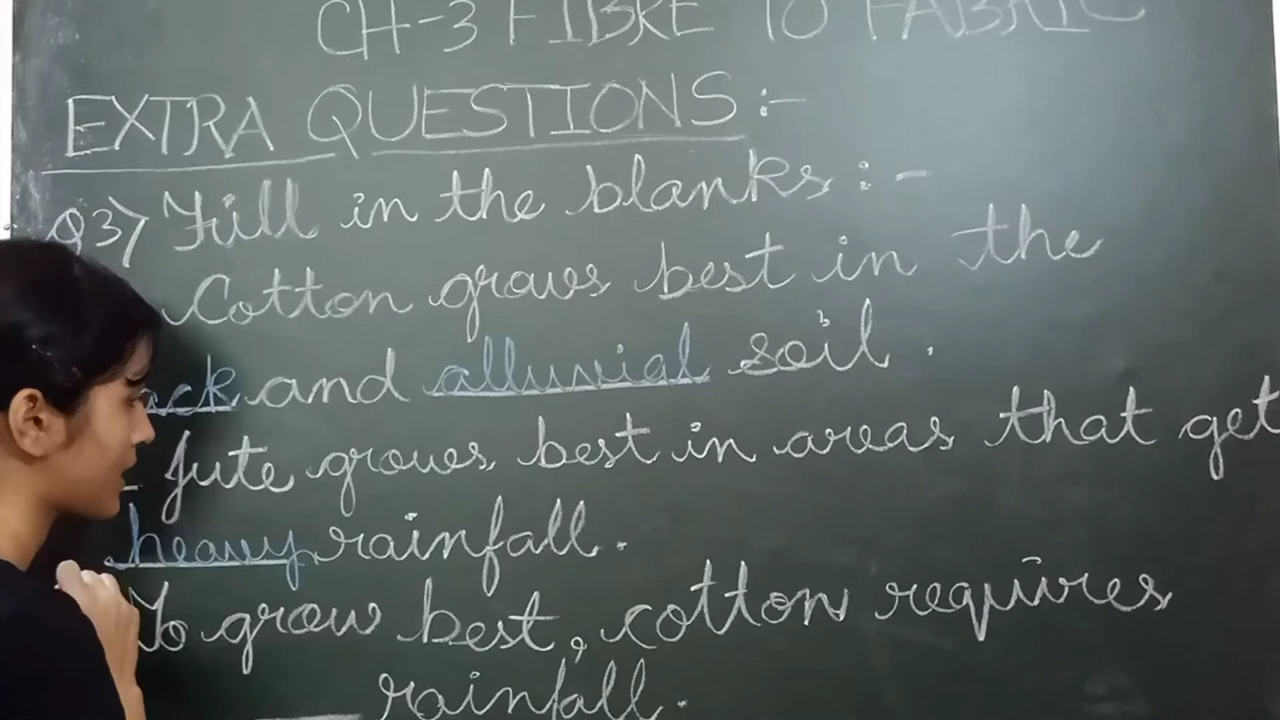 CH-3 FIBRE TO FABRIC
EXTRA QUESTIONS :-
Q3) Fill in the blanks :-
Cotton grows best in the
and alluvial soil.
- Jute grows best in areas that get
heavy rainfall.
To grow best, cotton requires
____ rainfall.